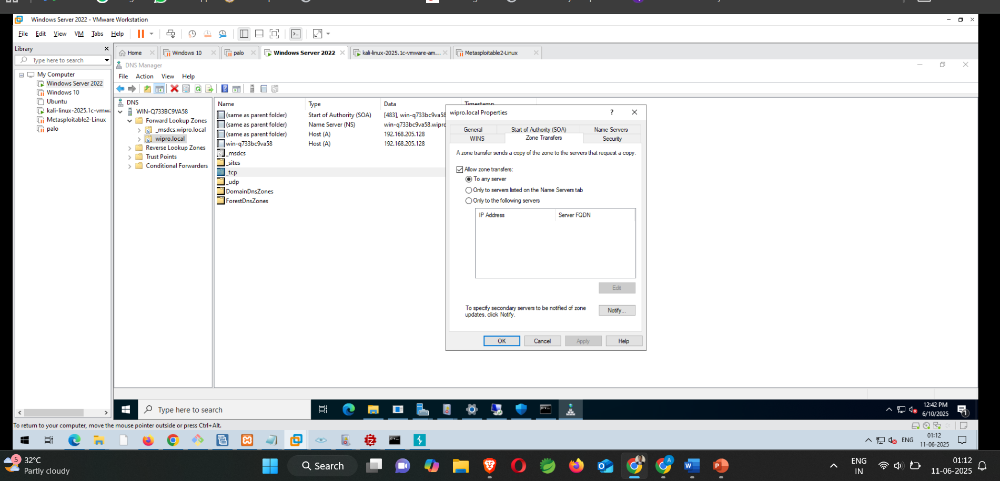 Windows Server 2022 - VMware Workstation
File Edit View VM Tabs Help
Library
Type here to search
My Computer
Windows Server 2022
Windows 10
Ubuntu
kali-linux-2025.1c-vmwa
Metasploitable2-Linux
palo
Home Windows 10 palo Windows Server 2022 kali-linux-2025.1c-vmware-am... Metasploitable2-Linux
DNS Manager
File Action View Help
DNS
WIN-Q733BC9VA58
Forward Lookup Zones
_msdcs.wipro.local
wipro.local
Reverse Lookup Zones
Trust Points
Conditional Forwarders
Name Type Data Timestamp
(same as parent folder) Start of Authority (SOA) [483], win-q733bc9va58
(same as parent folder) Name Server (NS) win-q733bc9va58.wipro
(same as parent folder) Host (A) 192.168.205.128
win-q733bc9va58 Host (A) 192.168.205.128
_msdcs
_sites
_tcp
_udp
DomainDnsZones
ForestDnsZones
wipro.local Properties ?
General Start of Authority (SOA) Name Servers
WINS Zone Transfers Security
A zone transfer sends a copy of the zone to the servers that request a copy.
Allow zone transfers:
To any server
Only to servers listed on the Name Servers tab
Only to the following servers
IP Address Server FQDN
Edit
To specify secondary servers to be notified of zone
updates, click Notify.
Notify...
OK Cancel Apply Help
Type here to search
12:42 PM
6/10/2025
1
To return to your computer, move the mouse pointer outside or press Ctrl+Alt.
ENG
01:12
11-06-2025
5
32°C
Partly cloudy
Search
ENG
IN
01:12
11-06-2025